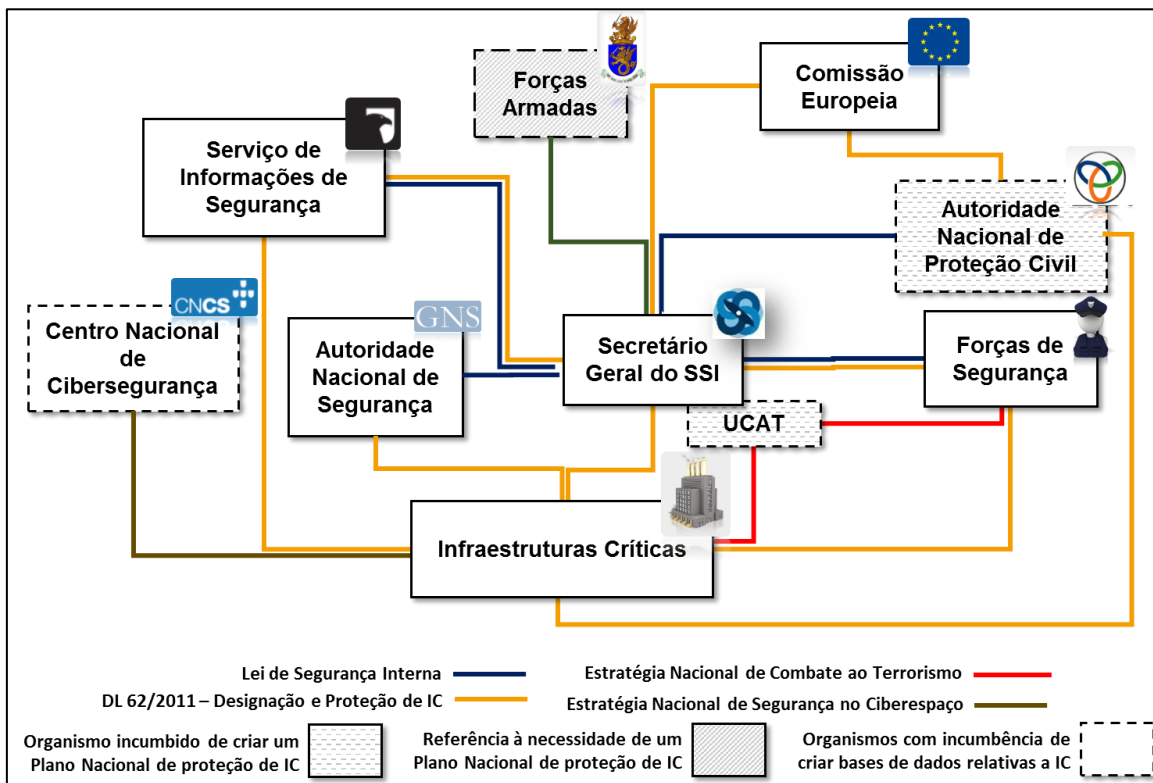 Forças
Armadas
Comissão
Europeia
Serviço de
Informações de
Segurança
Autoridade
Nacional de
Proteção Civil
CNCS
Centro Nacional
de
Cibersegurança
GNS
Autoridade
Nacional de
Segurança
Secretário
Geral do SSI
Forças de
Segurança
UCAT
Infraestruturas Críticas
Lei de Segurança Interna
Estratégia Nacional de Combate ao Terrorismo
DL 62/2011 – Designação e Proteção de IC
Estratégia Nacional de Segurança no Ciberespaço
Organismo incumbido de criar um
Plano Nacional de proteção de IC
Referência à necessidade de um
Plano Nacional de proteção de IC
Organismos com incumbência de
criar bases de dados relativas a IC